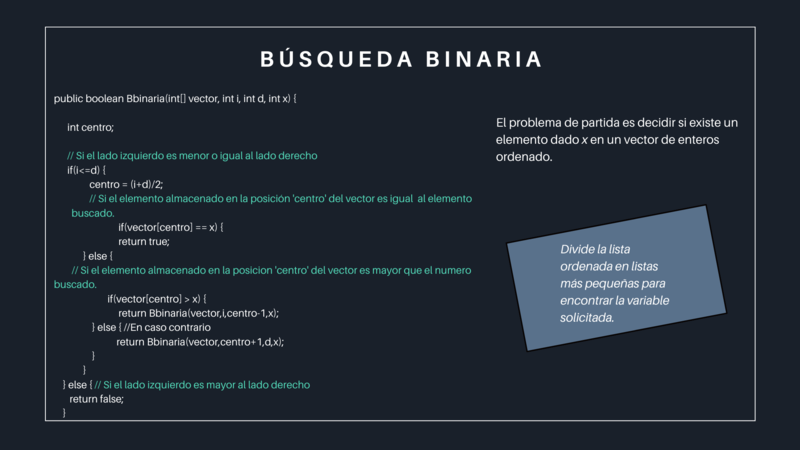 BÚSQUEDA BINARIA
public boolean Bbinaria(int[] vector, int i, int d, int x) {
int centro;
// Si el lado izquierdo es menor o igual al lado derecho
if(i<=d) {
centro = (i+d)/2;
// Si el elemento almacenado en la posición 'centro' del vector es igual al elemento
buscado.
if(vector[centro] == x) {
return true;
} else {
// Si el elemento almacenado en la posicion 'centro' del vector es mayor que el numero
buscado.
if(vector[centro] > x) {
return Bbinaria(vector,i,centro-1,x);
} else { //En caso contrario
return Bbinaria(vector,centro+1,d,x);
}
}
} else { // Si el lado izquierdo es mayor al lado derecho
return false;
}
El problema de partida es decidir si existe un
elemento dado x en un vector de enteros
ordenado.
Divide la lista
ordenada en listas
más pequeñas para
encontrar la variable
solicitada.